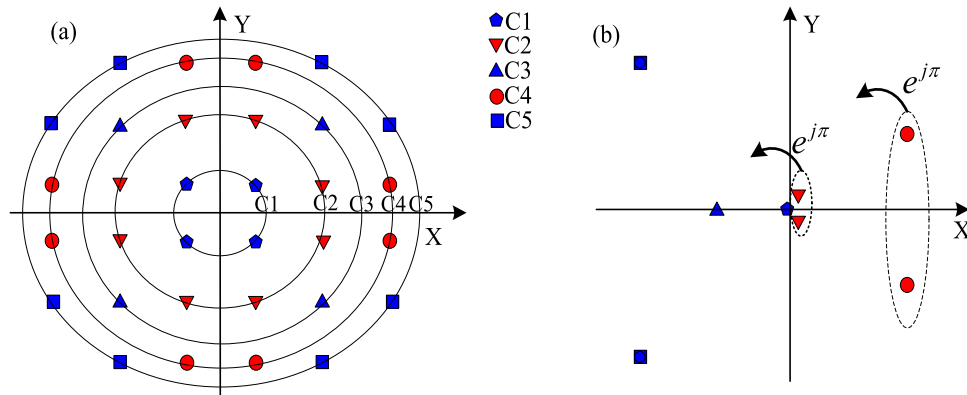 (a)
Y
C1
C2
C3
C4
C5
C1 C2 C3 C4 C5
X
(b)
Y
e^{jπ}
e^{jπ}
X